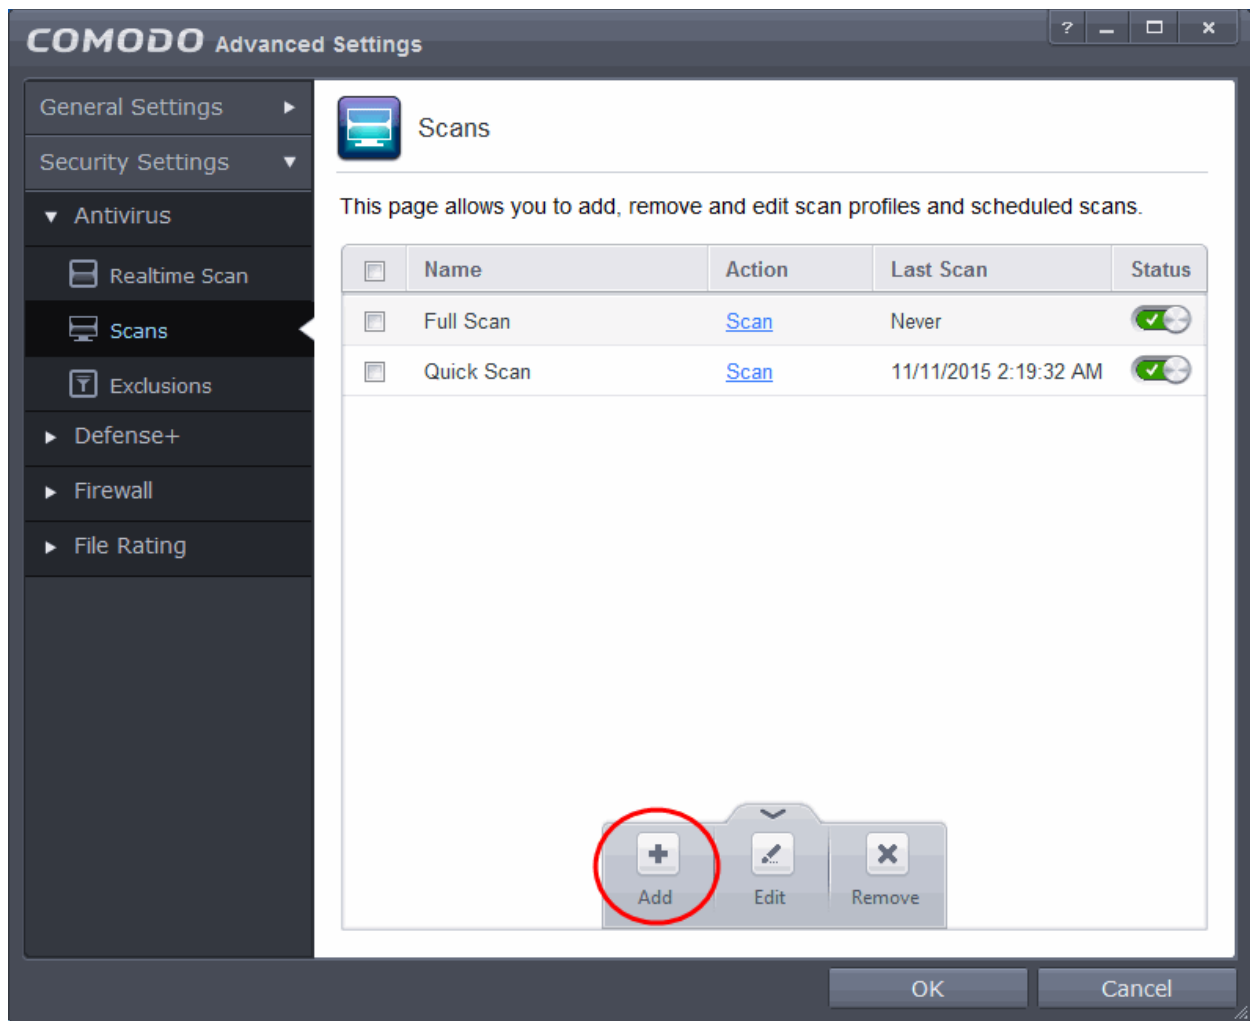 COMODO Advanced Settings
?
General Settings
Security Settings
Antivirus
Realtime Scan
Scans
Exclusions
Defense+
Firewall
File Rating
Scans
This page allows you to add, remove and edit scan profiles and scheduled scans.
Name Action Last Scan Status
Full Scan Scan Never
Quick Scan Scan 11/11/2015 2:19:32 AM
Add Edit Remove
OK Cancel